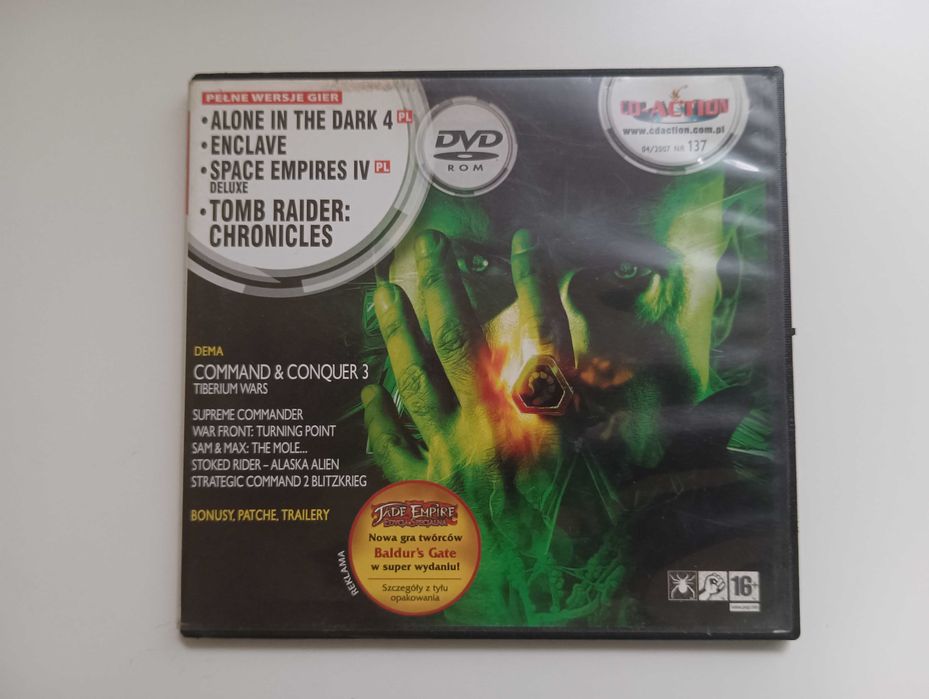 PEŁNE WERSJE GIER
• ALONE IN THE DARK 4 PL
• ENCLAVE
• SPACE EMPIRES IV PL
DELUXE
• TOMB RAIDER:
CHRONICLES
DVD
ROM
CD-ACTION
www.cdaction.com.pl
04/2007 NR 137
DEMA
COMMAND & CONQUER 3
TIBERIUM WARS
SUPREME COMMANDER
WAR FRONT: TURNING POINT
SAM & MAX: THE MOLE...
STOKED RIDER – ALASKA ALIEN
STRATEGIC COMMAND 2 BLITZKRIEG
BONUSY, PATCHE, TRAILERY
REKLAMA
JADE EMPIRE
EDYCJA SPECJALNA
Nowa gra twórców
Baldur's Gate
w super wydaniu!
Szczegóły z tyłu
opakowania
16+